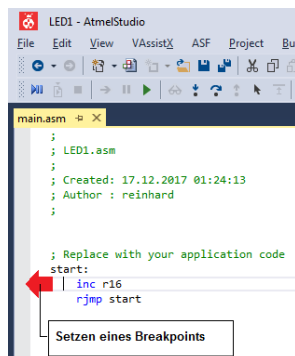 LED1 - AtmelStudio
File Edit View VAssistX ASF Project Bu
main.asm
;
; LED1.asm
;
; Created: 17.12.2017 01:24:13
; Author : reinhard
;
; Replace with your application code
start:
inc r16
rjmp start
Setzen eines Breakpoints